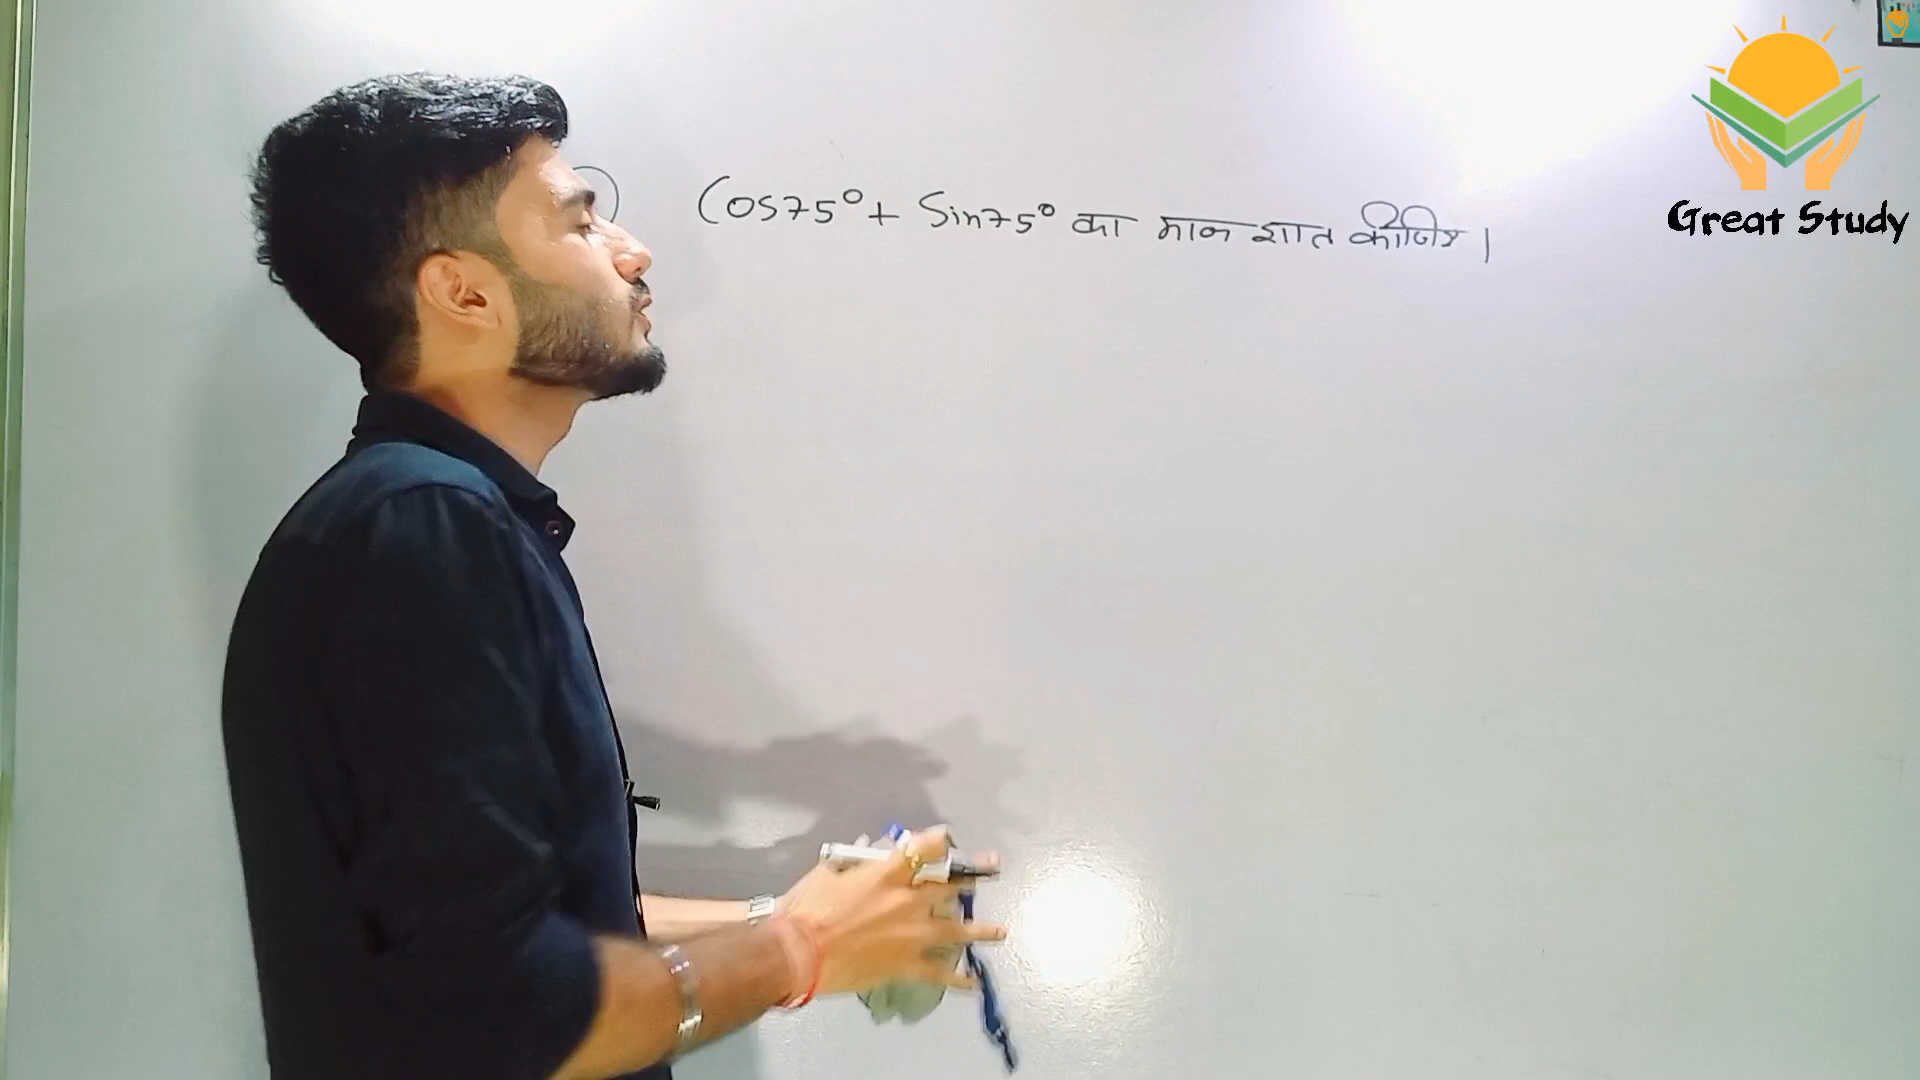 Cos75° + Sin75° का मान ज्ञात कीजिए।
Great Study